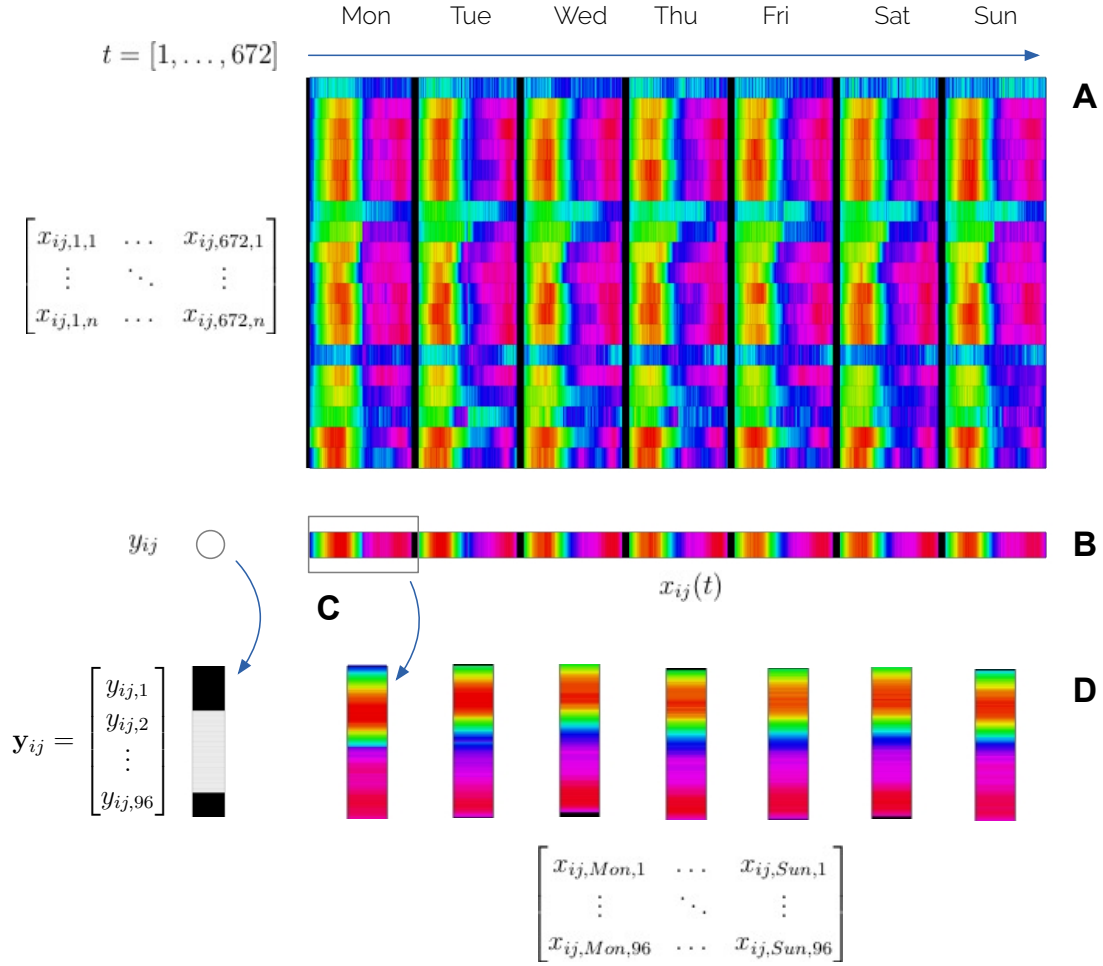 Mon Tue Wed Thu Fri Sat Sun
t = [1, . . . , 672]
A
x_{ij,1,1} . . . x_{ij,672,1}
⋮ ⋱ ⋮
x_{ij,1,n} . . . x_{ij,672,n}
y_{ij}
B
x_{ij}(t)
C
D
y_{ij,1}
y_{ij,2}
𝐲_{ij} =
⋮
y_{ij,96}
x_{ij,Mon,1} . . . x_{ij,Sun,1}
⋮ ⋱ ⋮
x_{ij,Mon,96} . . . x_{ij,Sun,96}